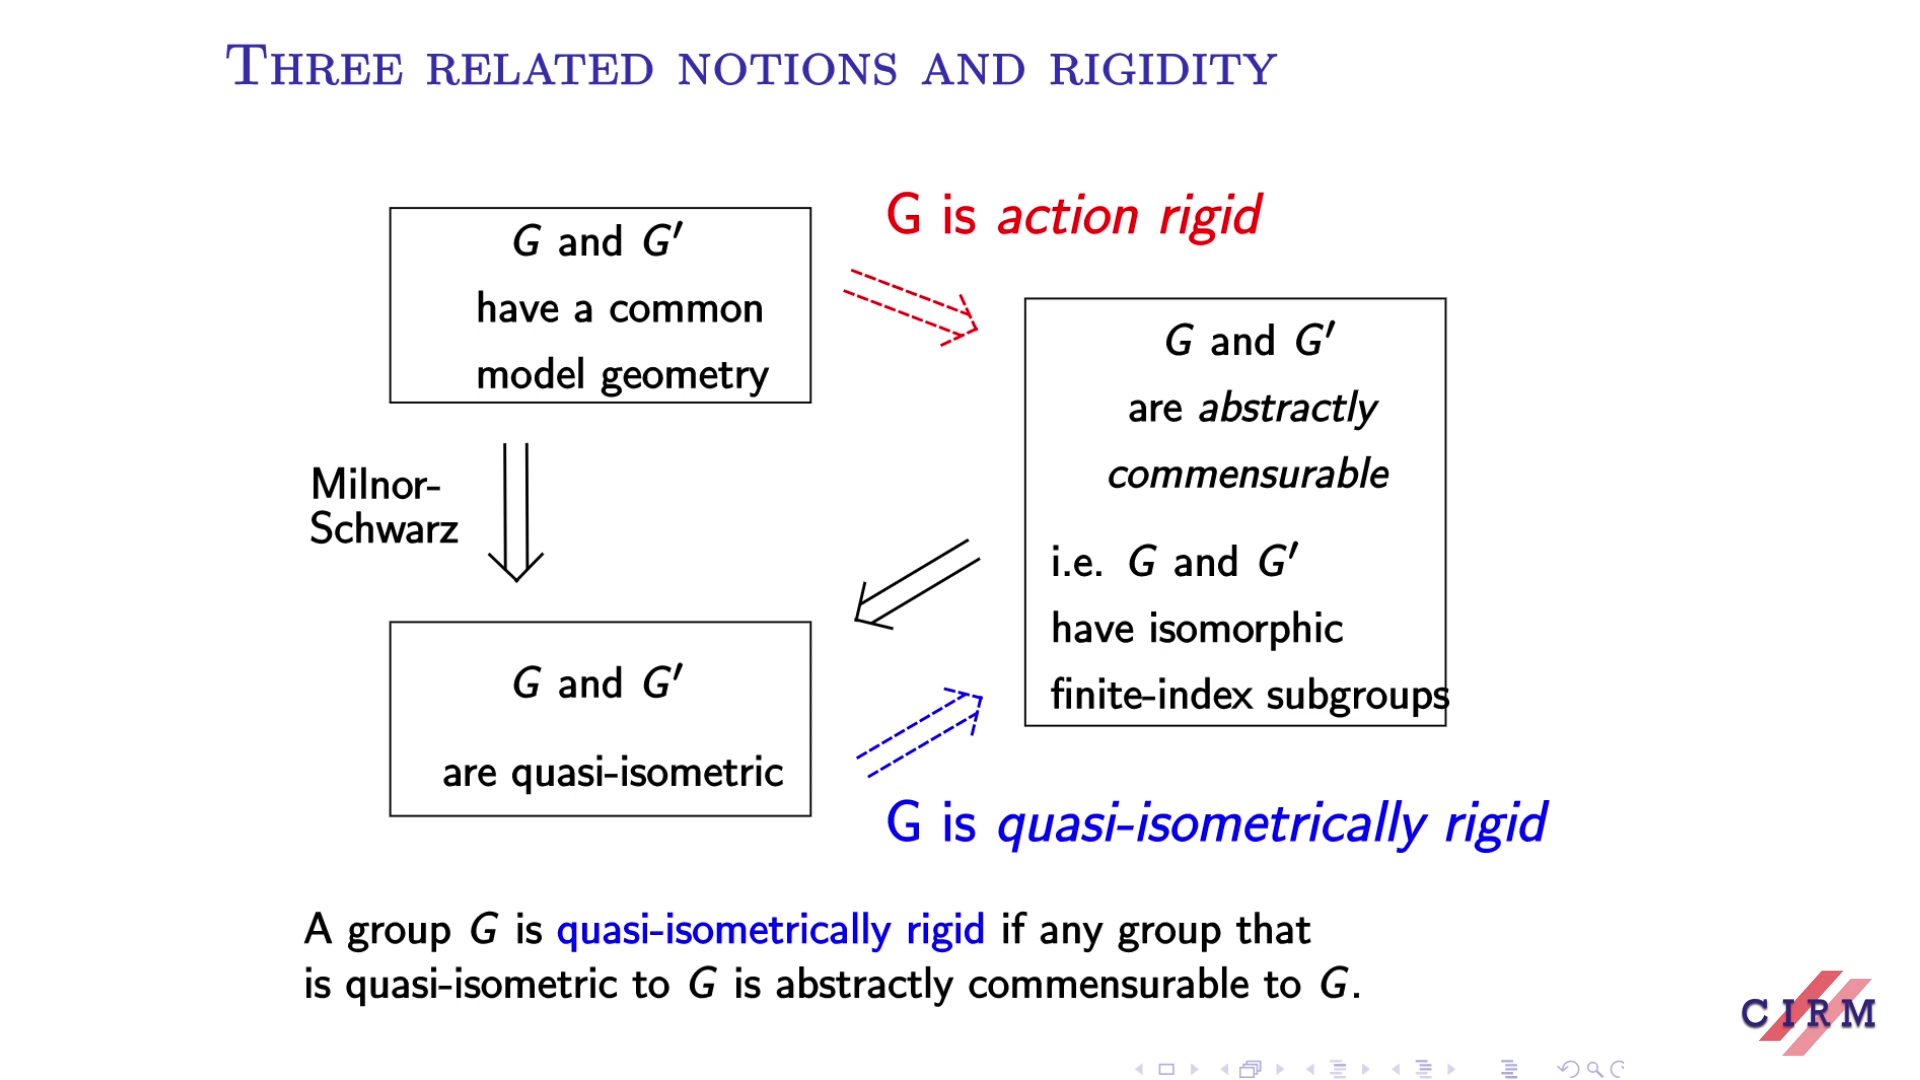 THREE RELATED NOTIONS AND RIGIDITY
G and G′
have a common
model geometry
G is action rigid
Milnor-
Schwarz
G and G′
are abstractly
commensurable
i.e. G and G′
have isomorphic
finite-index subgroups
G and G′
are quasi-isometric
G is quasi-isometrically rigid
A group G is quasi-isometrically rigid if any group that
is quasi-isometric to G is abstractly commensurable to G.
CIRM